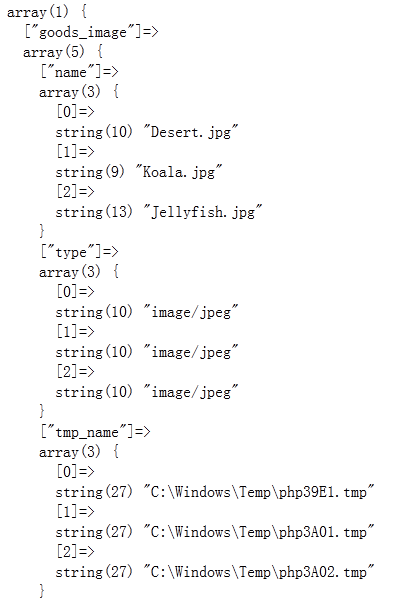 array(1) {
  ["goods_image"]=>
  array(5) {
    ["name"]=>
    array(3) {
      [0]=>
      string(10) "Desert.jpg"
      [1]=>
      string(9) "Koala.jpg"
      [2]=>
      string(13) "Jellyfish.jpg"
    }
    ["type"]=>
    array(3) {
      [0]=>
      string(10) "image/jpeg"
      [1]=>
      string(10) "image/jpeg"
      [2]=>
      string(10) "image/jpeg"
    }
    ["tmp_name"]=>
    array(3) {
      [0]=>
      string(27) "C:\Windows\Temp\php39E1.tmp"
      [1]=>
      string(27) "C:\Windows\Temp\php3A01.tmp"
      [2]=>
      string(27) "C:\Windows\Temp\php3A02.tmp"
    }